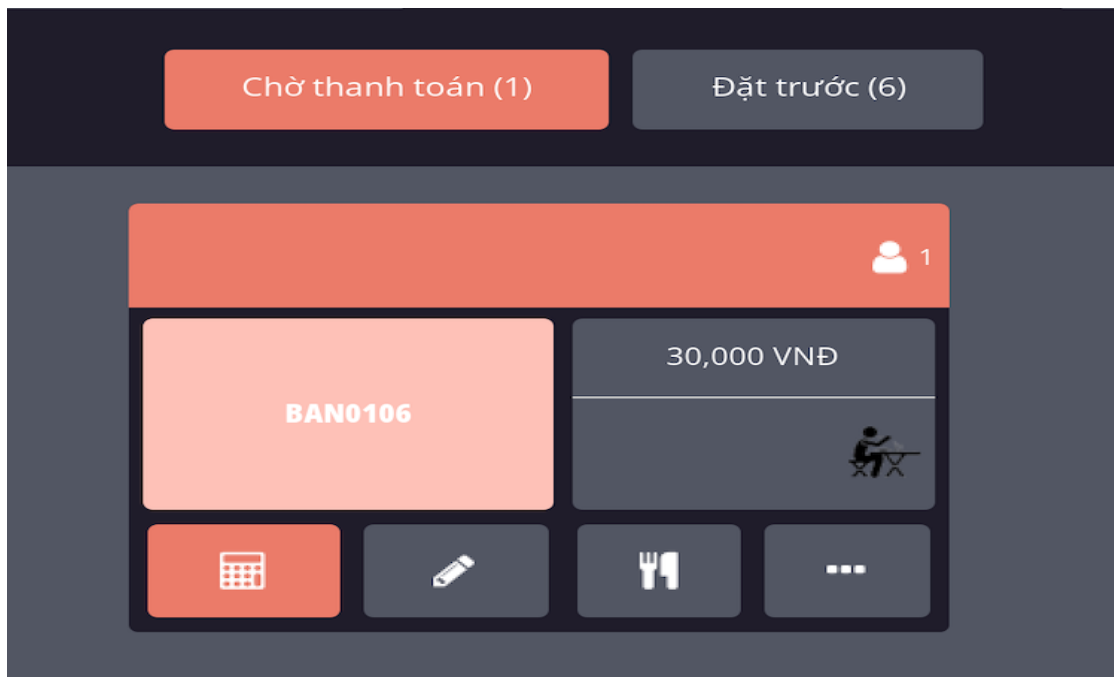 Chờ thanh toán (1)
Đặt trước (6)
1
BAN0106
30,000 VNĐ